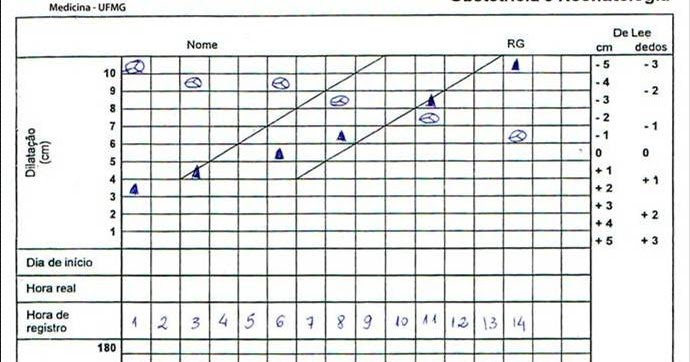 Medicina - UFMG
Nome
RG
De Lee
cm dedos
Dilatação
(cm)
10
9
8
7
6
5
4
3
2
1
- 5 - 3
- 4
- 3 - 2
- 2
- 1 - 1
0 0
+ 1
+ 2 + 1
+ 3
+ 4 + 2
+ 5 + 3
Dia de início
Hora real
Hora de
registro
1 2 3 4 5 6 7 8 9 10 11 12 13 14
180